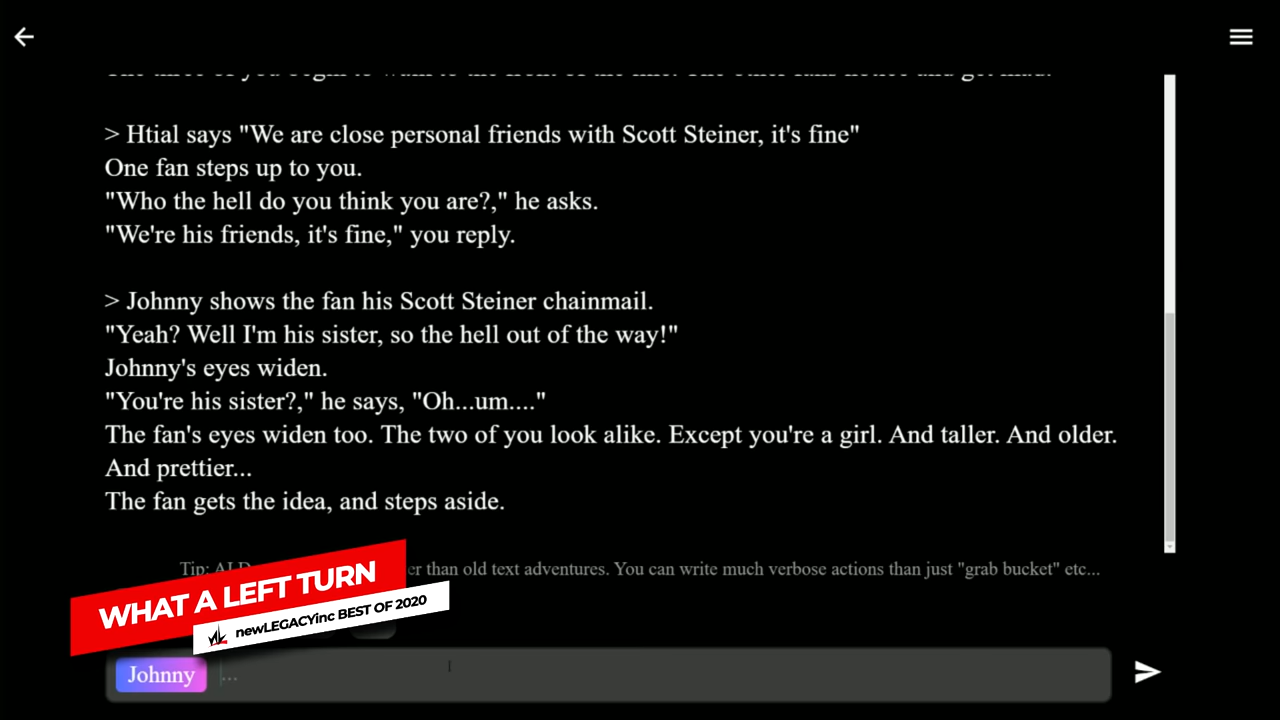 > Htial says "We are close personal friends with Scott Steiner, it's fine"
One fan steps up to you.
"Who the hell do you think you are?," he asks.
"We're his friends, it's fine," you reply.
> Johnny shows the fan his Scott Steiner chainmail.
"Yeah? Well I'm his sister, so the hell out of the way!"
Johnny's eyes widen.
"You're his sister?," he says, "Oh...um...."
The fan's eyes widen too. The two of you look alike. Except you're a girl. And taller. And older.
And prettier...
The fan gets the idea, and steps aside.
Tip: AI than old text adventures. You can write much verbose actions than just "grab bucket" etc...
WHAT A LEFT TURN
newLEGACYinc BEST OF 2020
Johnny ...